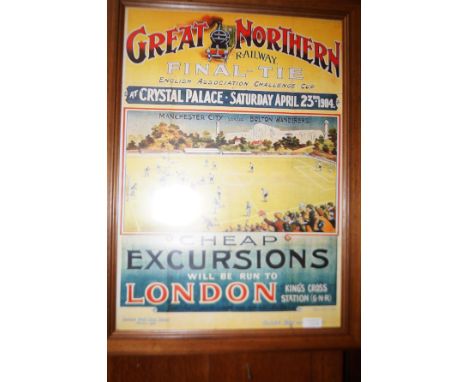 GREAT NORTHERN
RAILWAY
FINAL-TIE
ENGLISH ASSOCIATION CHALLENGE CUP
AT CRYSTAL PALACE · SATURDAY APRIL 23RD 1904.
MANCHESTER CITY VERSUS BOLTON WANDERERS
CHEAP
EXCURSIONS
WILL BE RUN TO
LONDON KING'S CROSS
STATION (G·N·R)